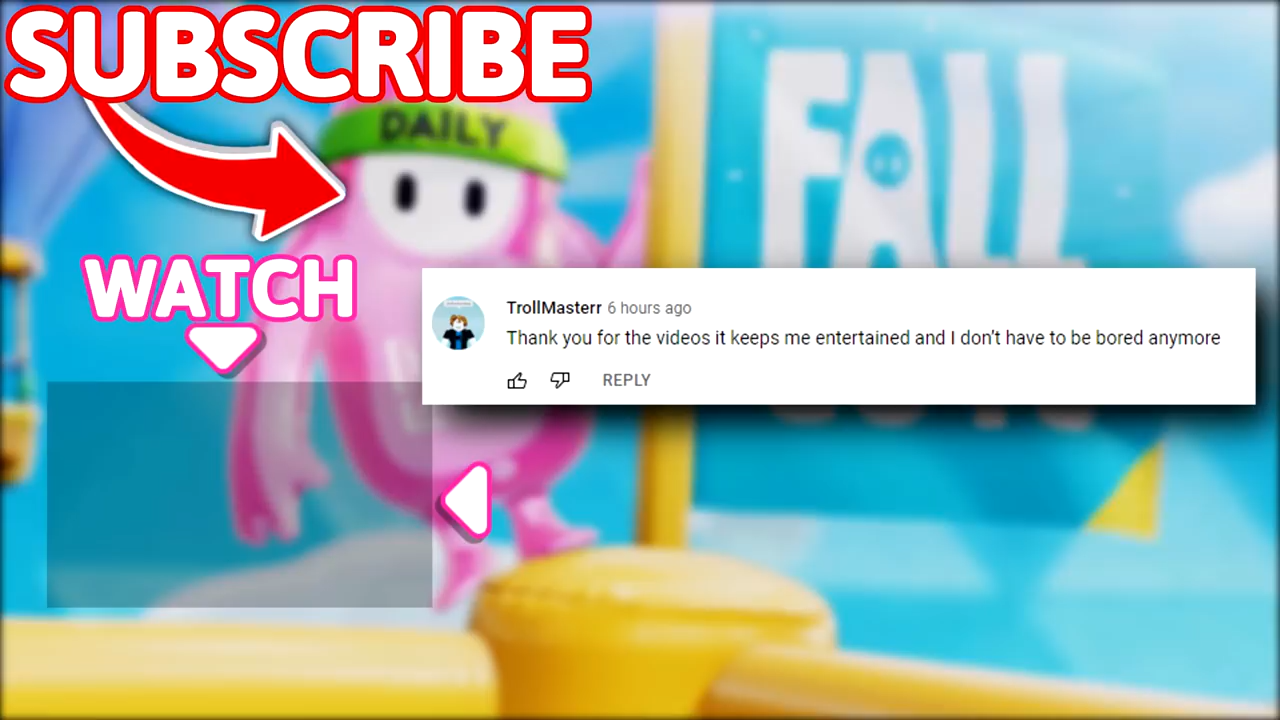 SUBSCRIBE
DAILY
FALL
WATCH
TrollMasterr 6 hours ago
Thank you for the videos it keeps me entertained and I don't have to be bored anymore
REPLY